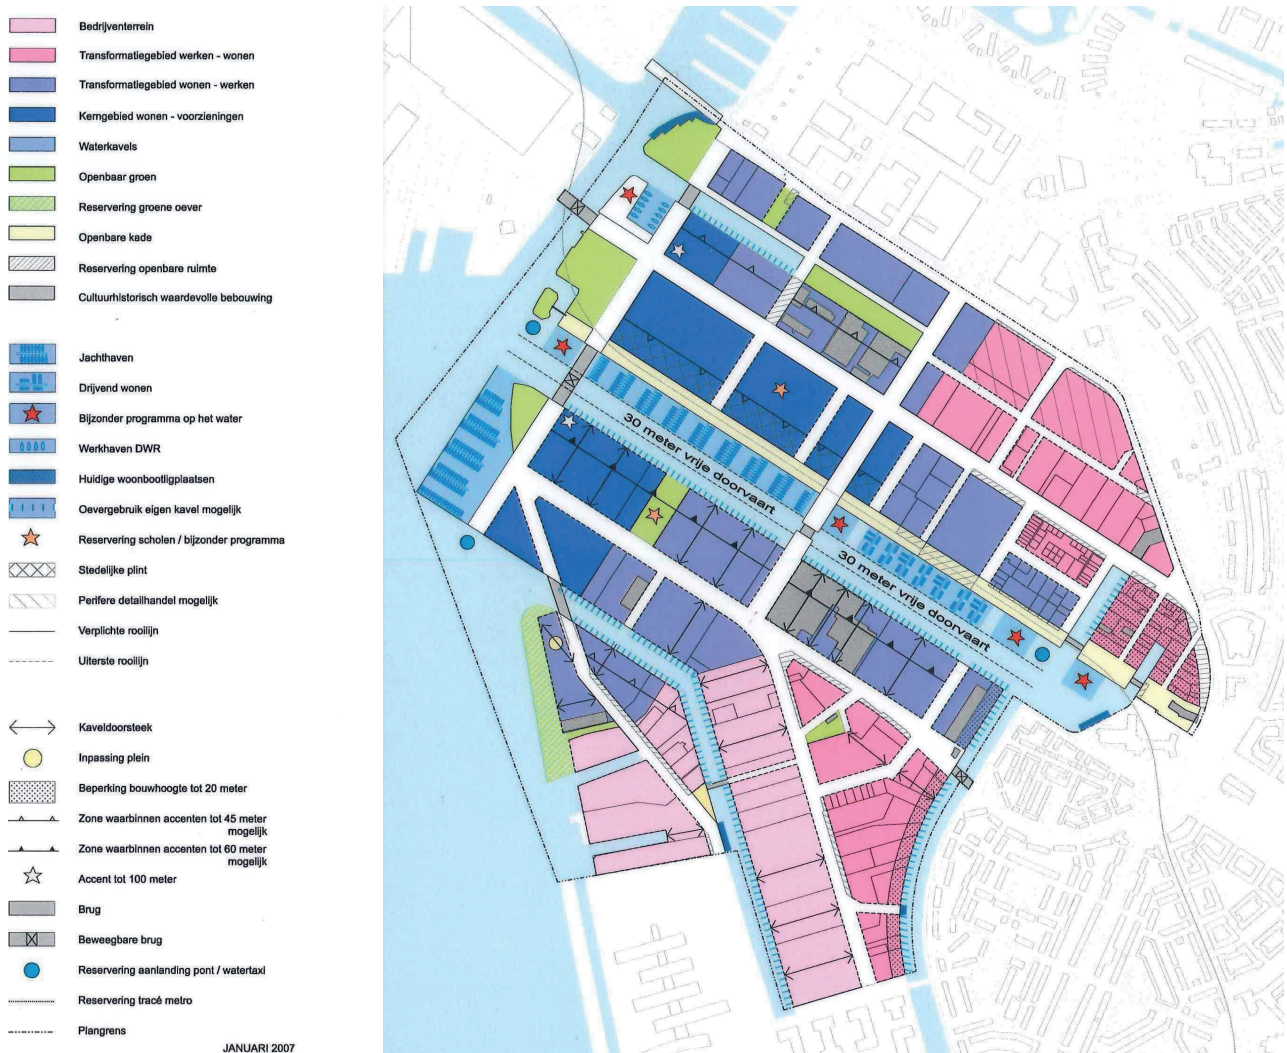 Bedrijventerrein
Transformatiegebied werken - wonen
Transformatiegebied wonen - werken
Kerngebied wonen - voorzieningen
Waterkavels
Openbaar groen
Reservering groene oever
Openbare kade
Reservering openbare ruimte
Cultuurhistorisch waardevolle bebouwing
Jachthaven
Drijvend wonen
Bijzonder programma op het water
Werkhaven DWR
Huidige woonbootligplaatsen
Oevergebruik eigen kavel mogelijk
Reservering scholen / bijzonder programma
Stedelijke plint
Perifere detailhandel mogelijk
Verplichte rooilijn
Uiterste rooilijn
Kaveldoorsteek
Inpassing plein
Beperking bouwhoogte tot 20 meter
Zone waarbinnen accenten tot 45 meter
mogelijk
Zone waarbinnen accenten tot 60 meter
mogelijk
Accent tot 100 meter
Brug
Beweegbare brug
Reservering aanlanding pont / watertaxi
Reservering tracé metro
Plangrens
JANUARI 2007
30 meter vrije doorvaart
30 meter vrije doorvaart